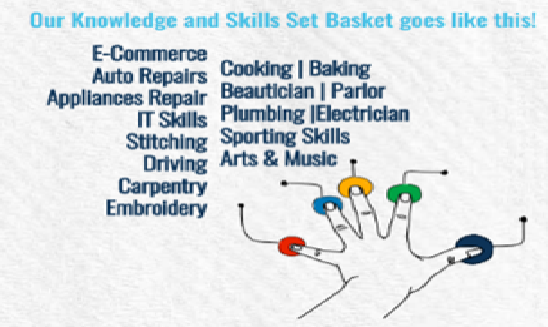 Our Knowledge and Skills Set Basket goes like this!
E-Commerce
Auto Repairs
Appliances Repair
IT Skills
Stitching
Driving
Carpentry
Embroidery
Cooking | Baking
Beautician | Parlor
Plumbing |Electrician
Sporting Skills
Arts & Music